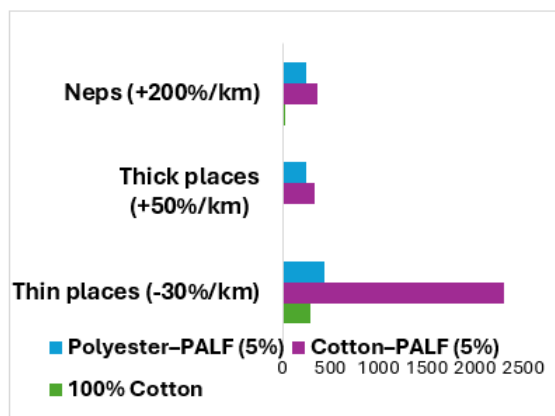 Neps (+200%/km)
Thick places
(+50%/km)
Thin places (-30%/km)
Polyester–PALF (5%) Cotton–PALF (5%)
0 500 1000 1500 2000 2500
100% Cotton